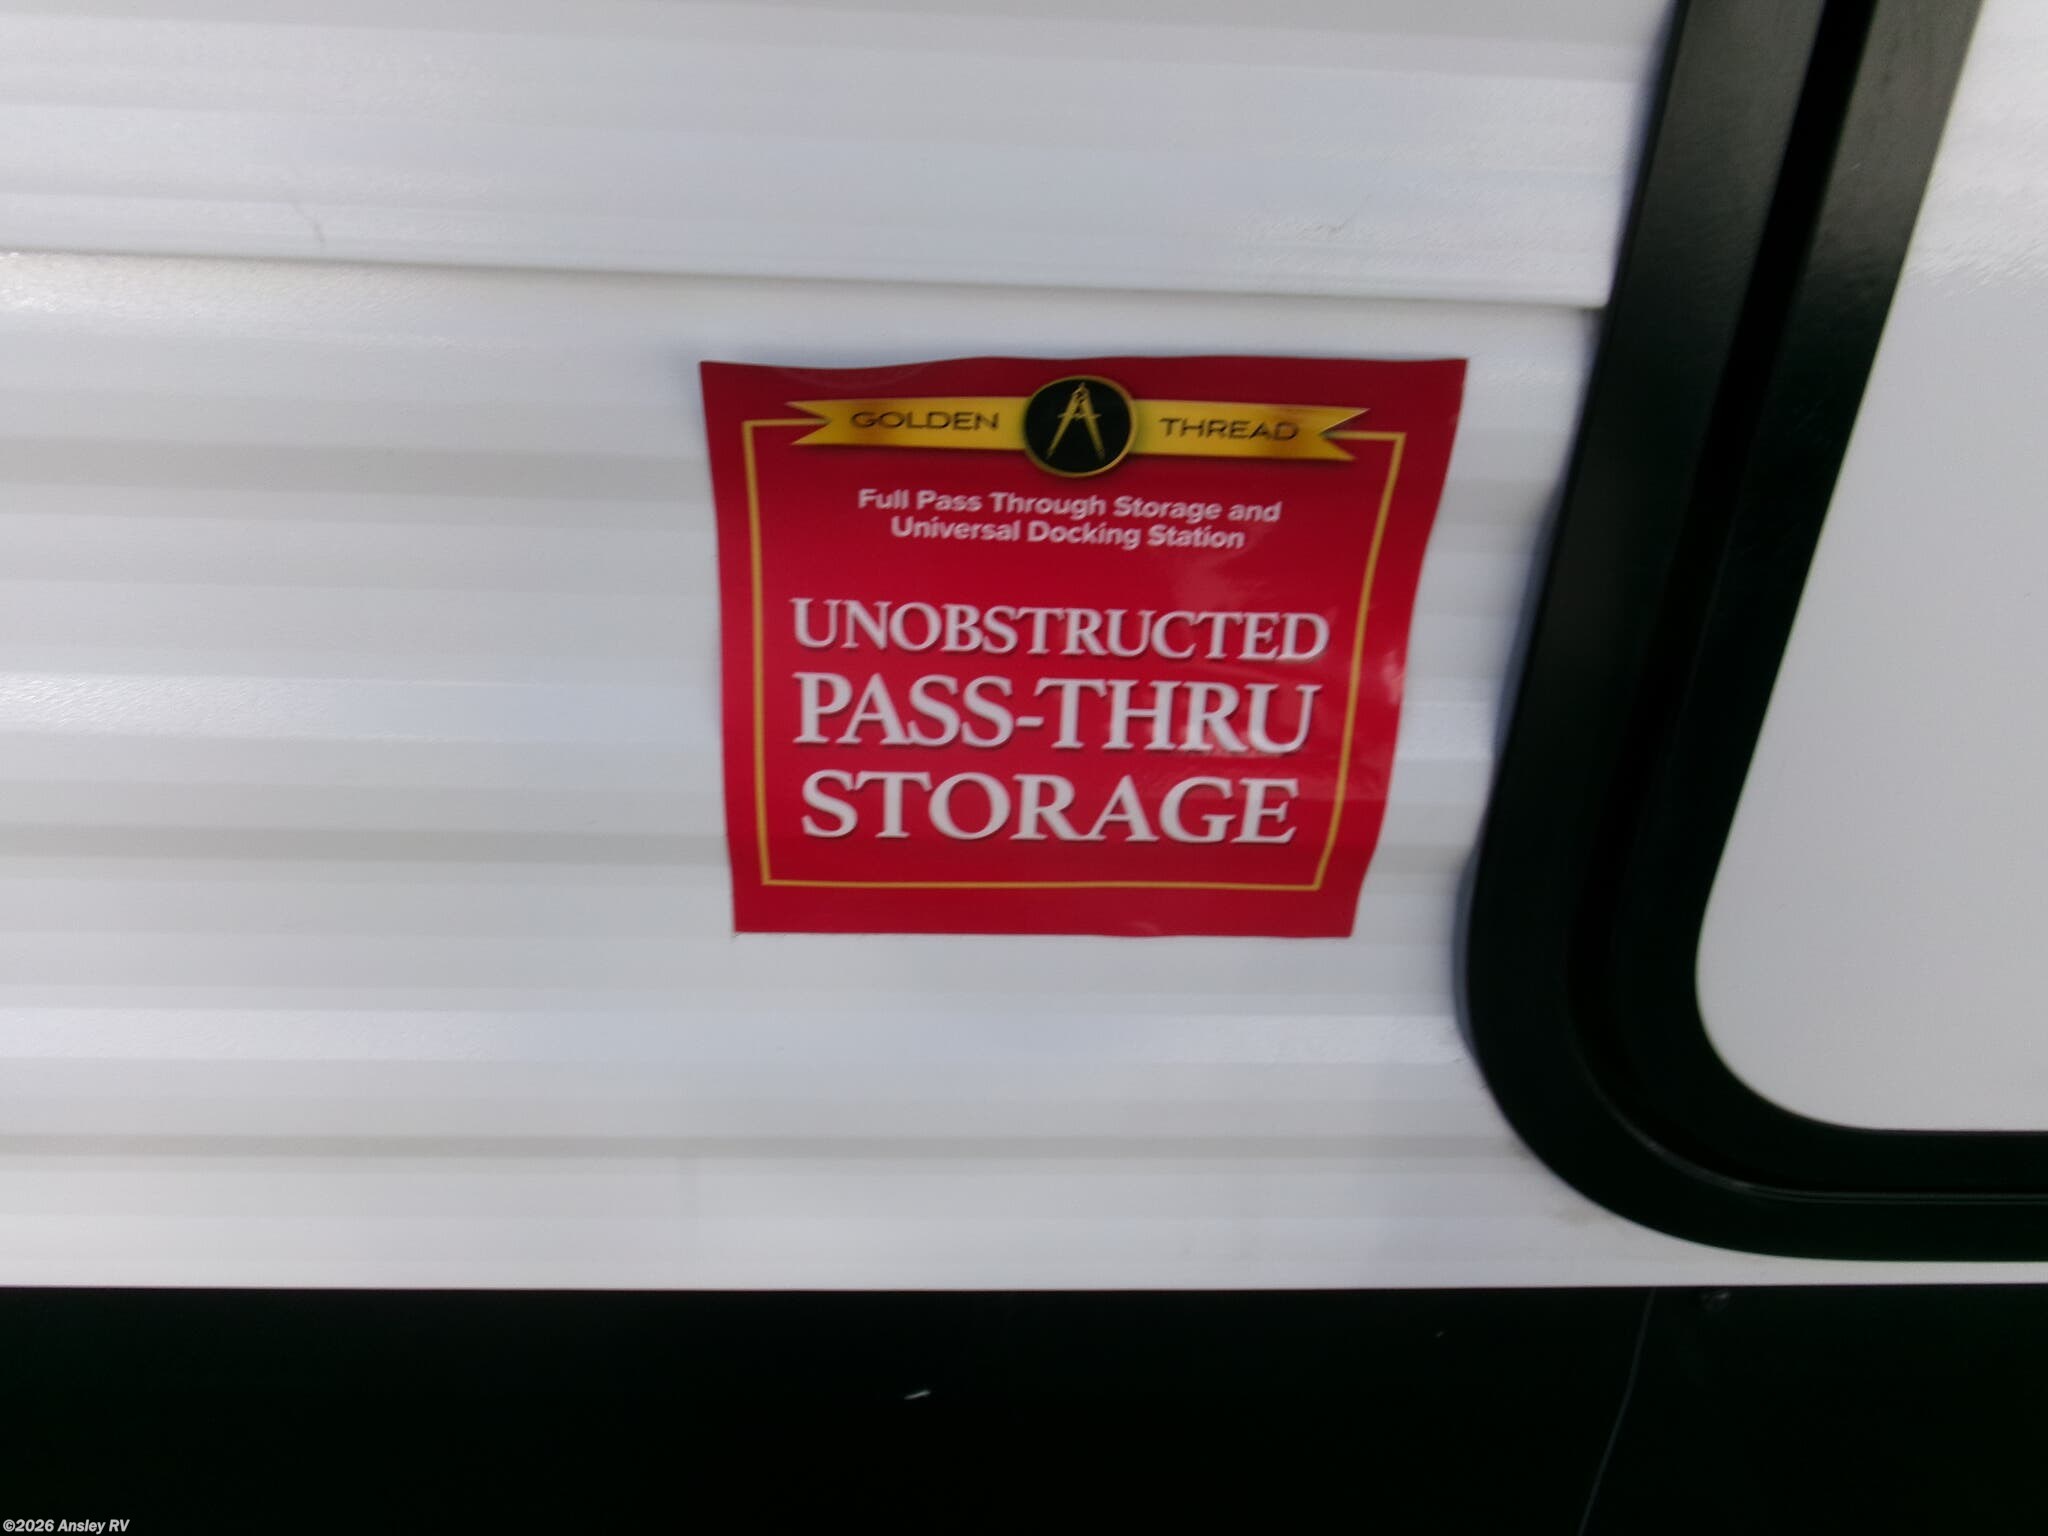 GOLDEN THREAD
Full Pass Through Storage and
Universal Docking Station
UNOBSTRUCTED
PASS-THRU
STORAGE
©2026 Ansley RV